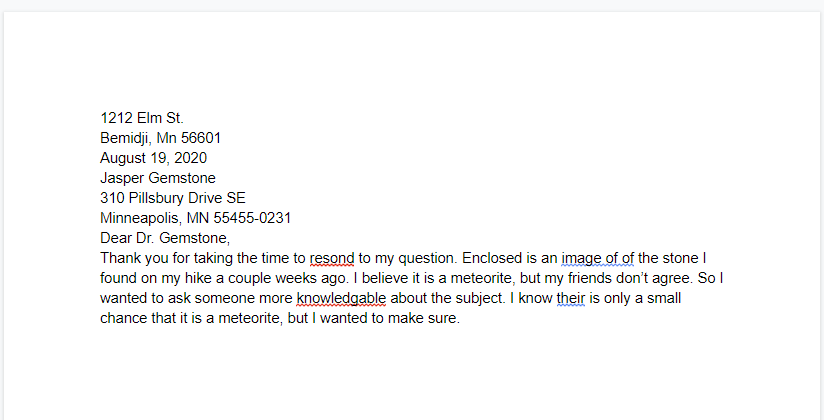 1212 Elm St.
Bemidji, Mn 56601
August 19, 2020
Jasper Gemstone
310 Pillsbury Drive SE
Minneapolis, MN 55455-0231
Dear Dr. Gemstone,
Thank you for taking the time to resond to my question. Enclosed is an image of of the stone I
found on my hike a couple weeks ago. I believe it is a meteorite, but my friends don’t agree. So I
wanted to ask someone more knowledgable about the subject. I know their is only a small
chance that it is a meteorite, but I wanted to make sure.